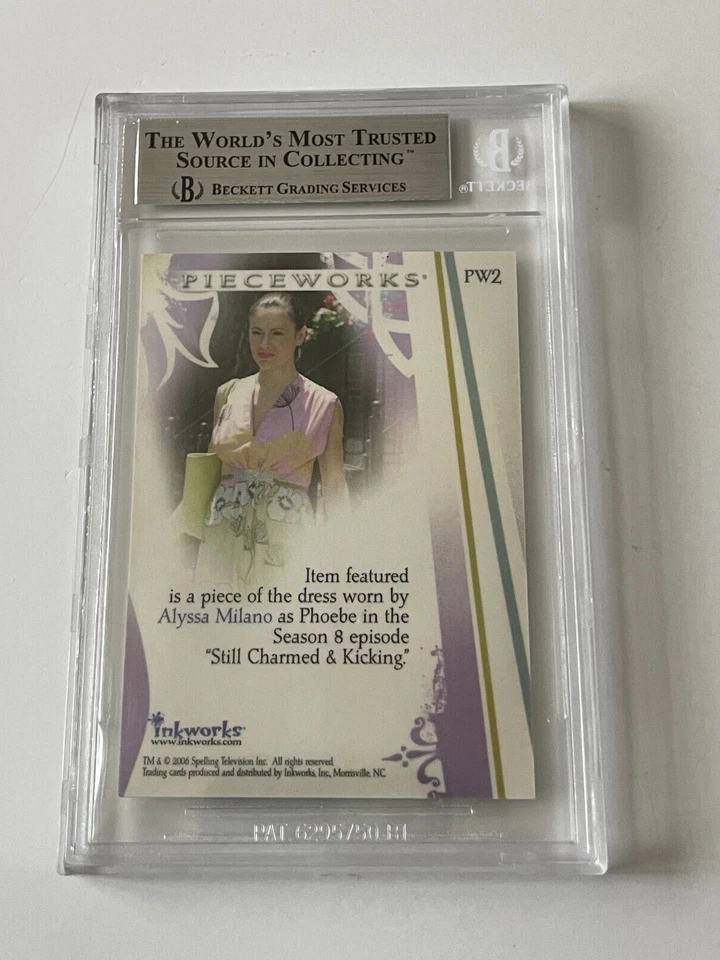 THE WORLD'S MOST TRUSTED
SOURCE IN COLLECTING™
B BECKETT GRADING SERVICES
B
BECKETT®
PIECEWORKS®
PW2
Item featured
is a piece of the dress worn by
Alyssa Milano as Phoebe in the
Season 8 episode
"Still Charmed & Kicking."
inkworks
www.inkworks.com
TM & © 2006 Spelling Television Inc. All rights reserved.
Trading cards produced and distributed by Inkworks, Inc., Morrisville, NC